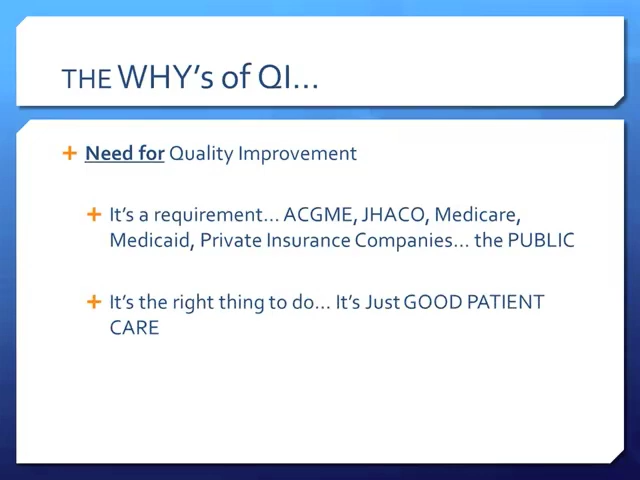 THE WHY's of QI...
Need for Quality Improvement
It's a requirement... ACGME, JHACO, Medicare,
Medicaid, Private Insurance Companies... the PUBLIC
It's the right thing to do... It's Just GOOD PATIENT
CARE